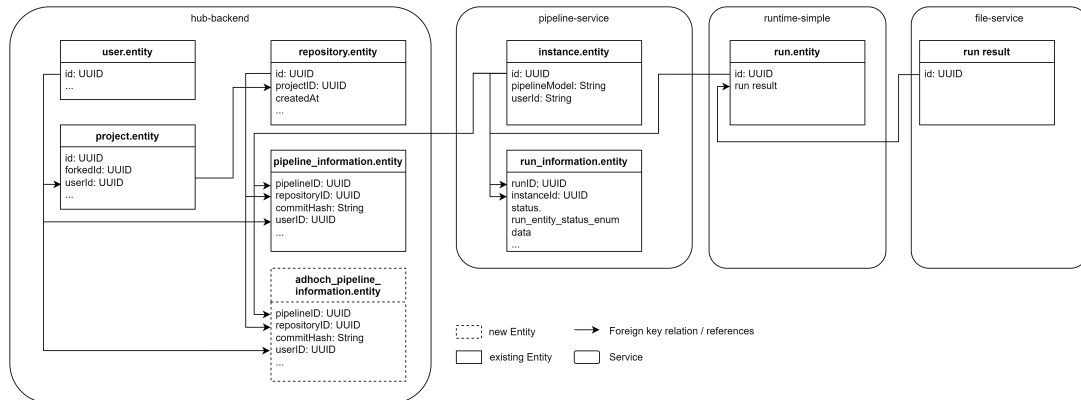 hub-backend
user.entity
id: UUID
...
repository.entity
id: UUID
projectID: UUID
createdAt
...
project.entity
id: UUID
forkedId: UUID
userId: UUID
...
pipeline_information.entity
pipelineID: UUID
repositoryID: UUID
commitHash: String
userID: UUID
...
adhoch_pipeline_
information.entity
pipelineID: UUID
repositoryID: UUID
commitHash: String
userID: UUID
...
pipeline-service
instance.entity
id: UUID
pipelineModel: String
userId: String
run_information.entity
runID; UUID
instanceId: UUID
status.
run_entity_status_enum
data
...
runtime-simple
run.entity
id: UUID
run result
file-service
run result
id: UUID
new Entity
Foreign key relation / references
existing Entity
Service